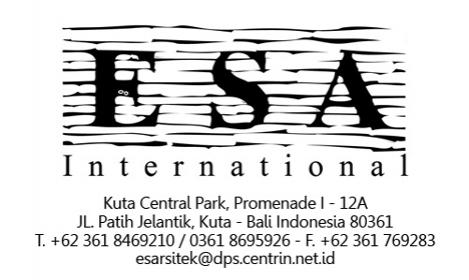 ESA
International
Kuta Central Park, Promenade I - 12A
JL. Patih Jelantik, Kuta - Bali Indonesia 80361
T. +62 361 8469210 / 0361 8695926 - F. +62 361 769283
esarsitek@dps.centrin.net.id